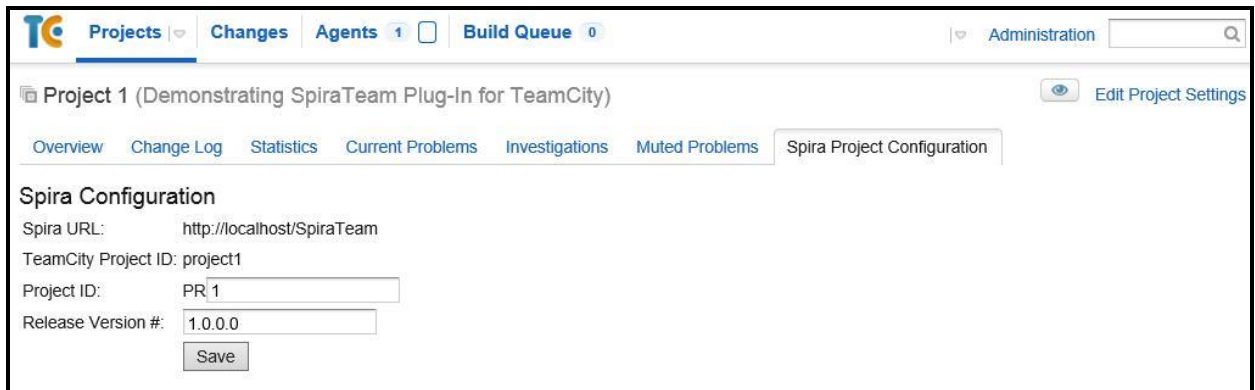 TC Projects Changes Agents 1 Build Queue 0 Administration
Project 1 (Demonstrating SpiraTeam Plug-In for TeamCity) Edit Project Settings
Overview Change Log Statistics Current Problems Investigations Muted Problems Spira Project Configuration
Spira Configuration
Spira URL: http://localhost/SpiraTeam
TeamCity Project ID: project1
Project ID: PR 1
Release Version #: 1.0.0.0
Save